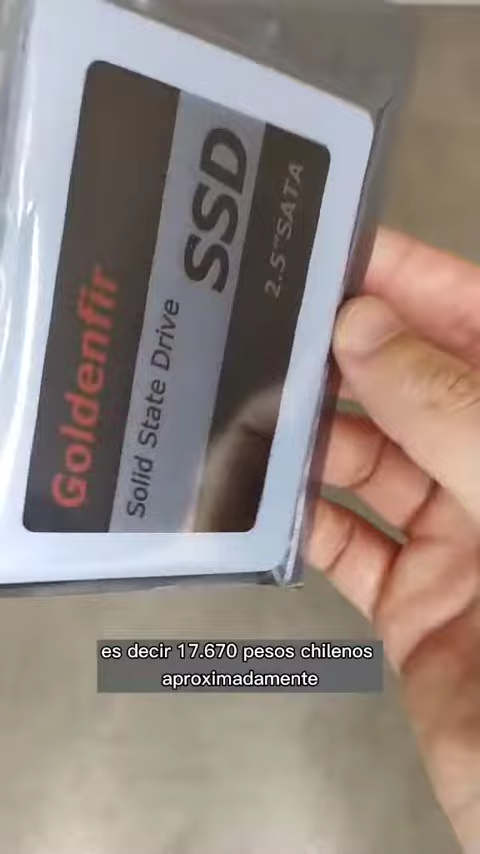 Goldenfir
Solid State Drive
SSD
2.5"SATA
es decir 17.670 pesos chilenos
aproximadamente